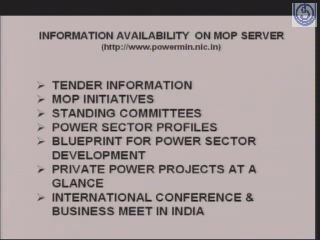 INFORMATION AVAILABILITY ON MOP SERVER
(http://www.powermin.nic.in)
➢ TENDER INFORMATION
➢ MOP INITIATIVES
➢ STANDING COMMITTEES
➢ POWER SECTOR PROFILES
➢ BLUEPRINT FOR POWER SECTOR
DEVELOPMENT
➢ PRIVATE POWER PROJECTS AT A
GLANCE
➢ INTERNATIONAL CONFERENCE &
BUSINESS MEET IN INDIA